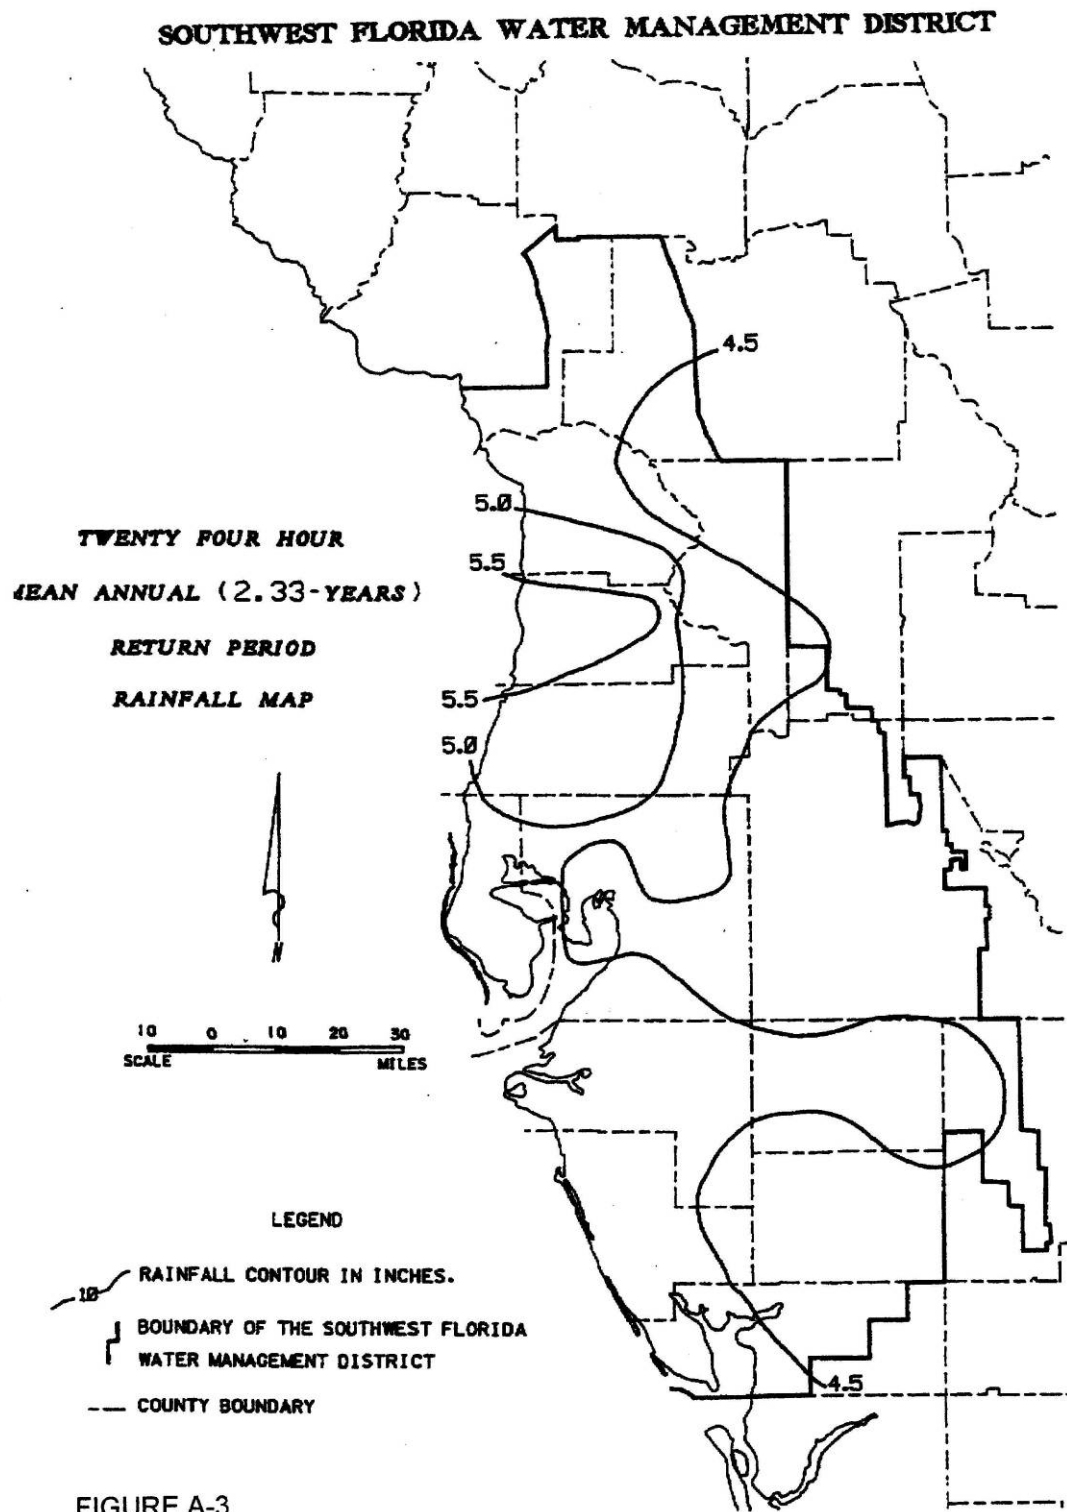 SOUTHWEST FLORIDA WATER MANAGEMENT DISTRICT
4.5
5.0
TWENTY FOUR HOUR
5.5
MEAN ANNUAL (2.33-YEARS)
RETURN PERIOD
RAINFALL MAP
5.5
5.0
N
10 0 10 20 30
SCALE MILES
LEGEND
10 RAINFALL CONTOUR IN INCHES.
BOUNDARY OF THE SOUTHWEST FLORIDA
WATER MANAGEMENT DISTRICT
4.5
COUNTY BOUNDARY
FIGURE A-3